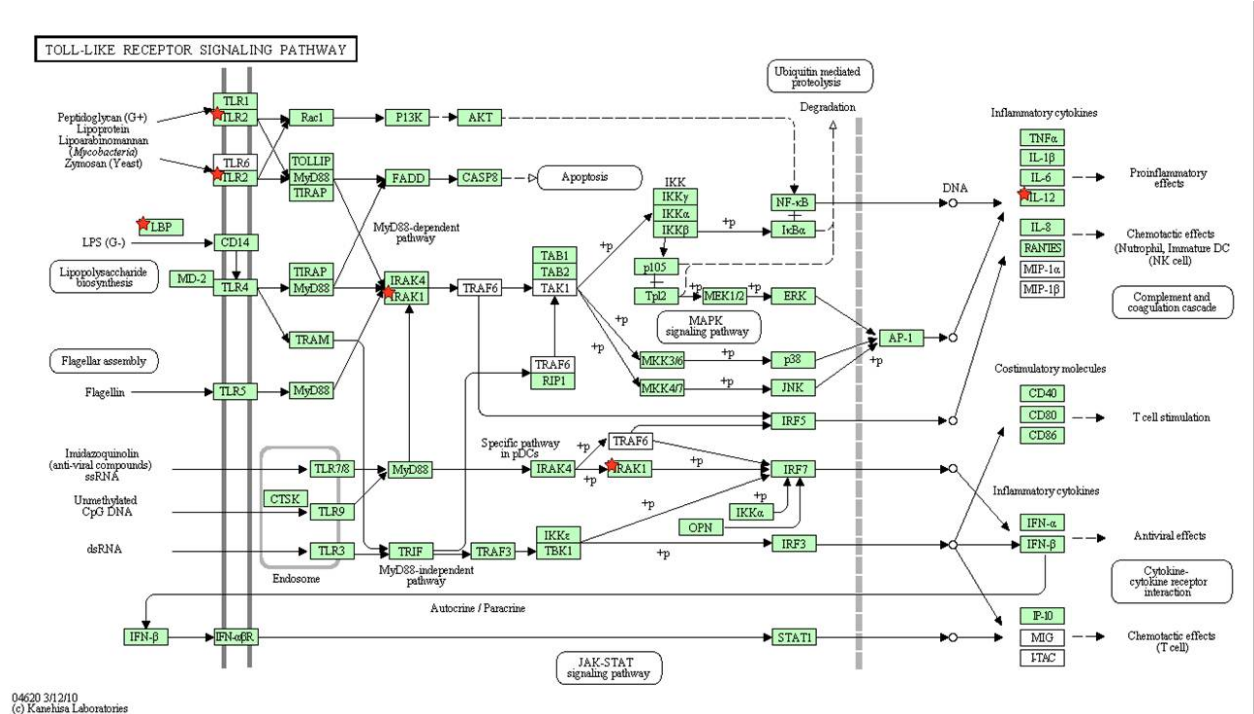 TOLL-LIKE RECEPTOR SIGNALING PATHWAY
Ubiquitin mediated
proteolysis
Degradation
Peptidoglycan (G+)
Lipoprotein
Lipoarabinomannan
(Mycobacteria)
Zymosan (Yeast)
TLR1
TLR2
Rac1
P13K
AKT
TLR6
TLR2
TOLLIP
MyD88
TIRAP
FADD
CASP8
Apoptosis
MyD88-dependent
pathway
IKK
IKKγ
IKKα
IKKβ
+p
+p
NF-κB
IκBα
DNA
Inflammatory cytokines
TNFα
IL-1β
IL-6
IL-12
Proinflammatory
effects
IL-8
RANTES
MIP-1α
MIP-1β
Chemotactic effects
(Nutrophil, Immature DC
(NK cell)
Complement and
coagulation cascade
LBP
LPS (G-)
CD14
Lipopolysaccharide
biosynthesis
MD-2
TLR4
TIRAP
MyD88
IRAK4
IRAK1
TRAF6
TAB1
TAB2
TAK1
p105
Tpl2
+p
MEK1/2
+p
ERK
MAPK
signaling pathway
TRAM
+p
+p
MKK3/6
+p
p38
MKK4/7
+p
JNK
AP-1
+p
Flagellar assembly
Flagellin
TLR5
MyD88
TRAF6
RIP1
IRF5
Costimulatory molecules
CD40
CD80
CD86
T cell stimulation
Imidazoquinolin
(anti-viral compounds)
ssRNA
TLR7/8
MyD88
Specific pathway
in pDCs
IRAK4
+p
+p
TRAF6
IRAK1
+p
IRF7
Unmethylated
CpG DNA
CTSK
TLR9
+p
OPN
IKKα
+p
Inflammatory cytokines
IFN-α
IFN-β
Antiviral effects
dsRNA
TLR3
Endosome
TRIF
MyD88-independent
pathway
TRAF3
IKKε
TBK1
+p
IRF3
Cytokine-
cytokine receptor
interaction
Autocrine / Paracrine
IFN-β
IFN-αβR
STAT1
IP-10
MIG
I-TAC
Chemotactic effects
(T cell)
JAK-STAT
signaling pathway
04620 3/12/10
(c) Kanehisa Laboratories